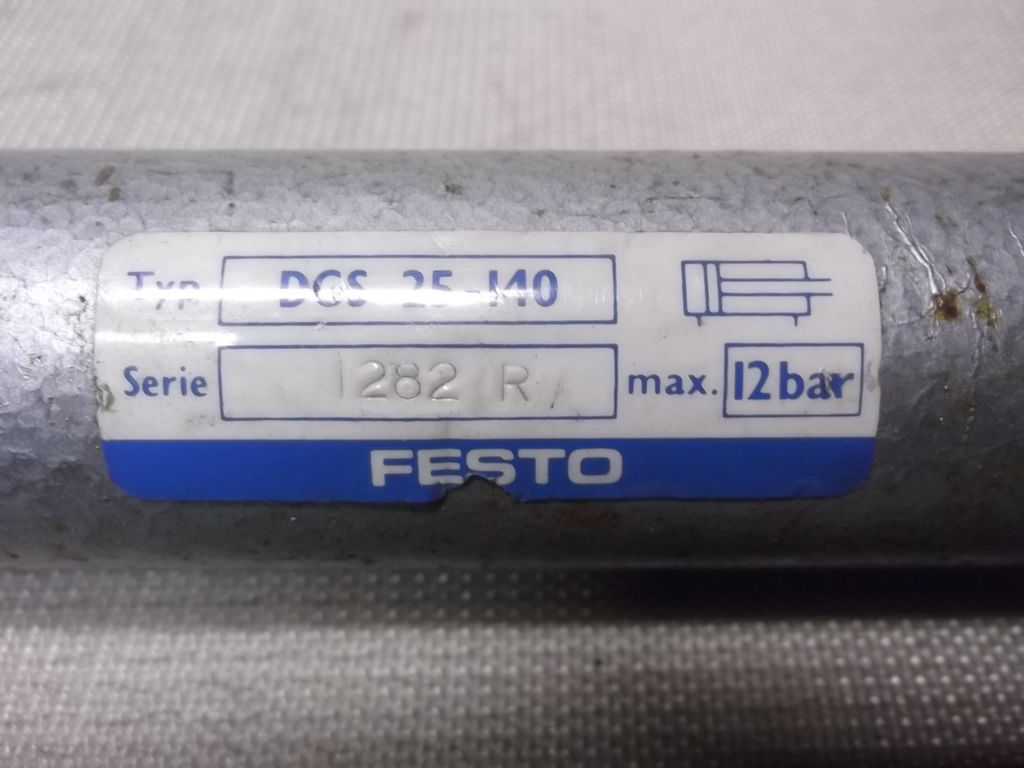 Typ DGS 25-140
Serie 1282 R max. 12 bar
FESTO